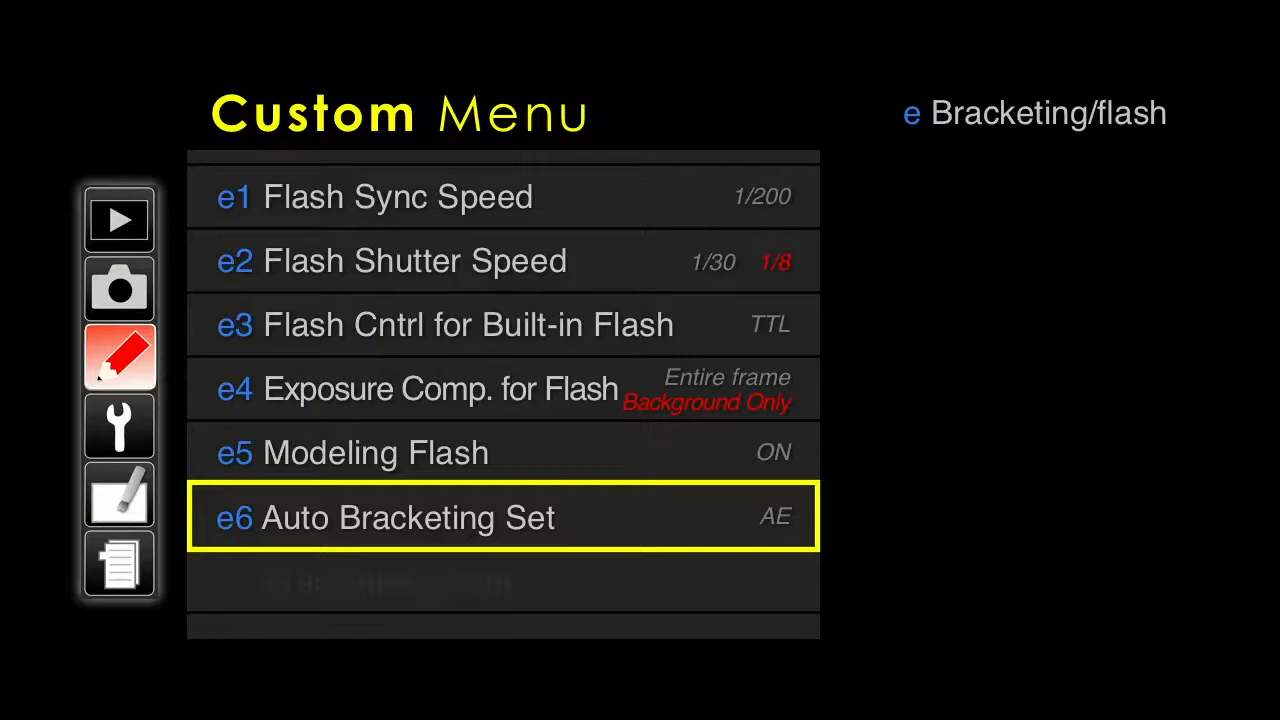 Custom Menu
e Bracketing/flash
e1 Flash Sync Speed 1/200
e2 Flash Shutter Speed 1/30 1/8
e3 Flash Cntrl for Built-in Flash TTL
e4 Exposure Comp. for Flash Entire frame
Background Only
e5 Modeling Flash ON
e6 Auto Bracketing Set AE